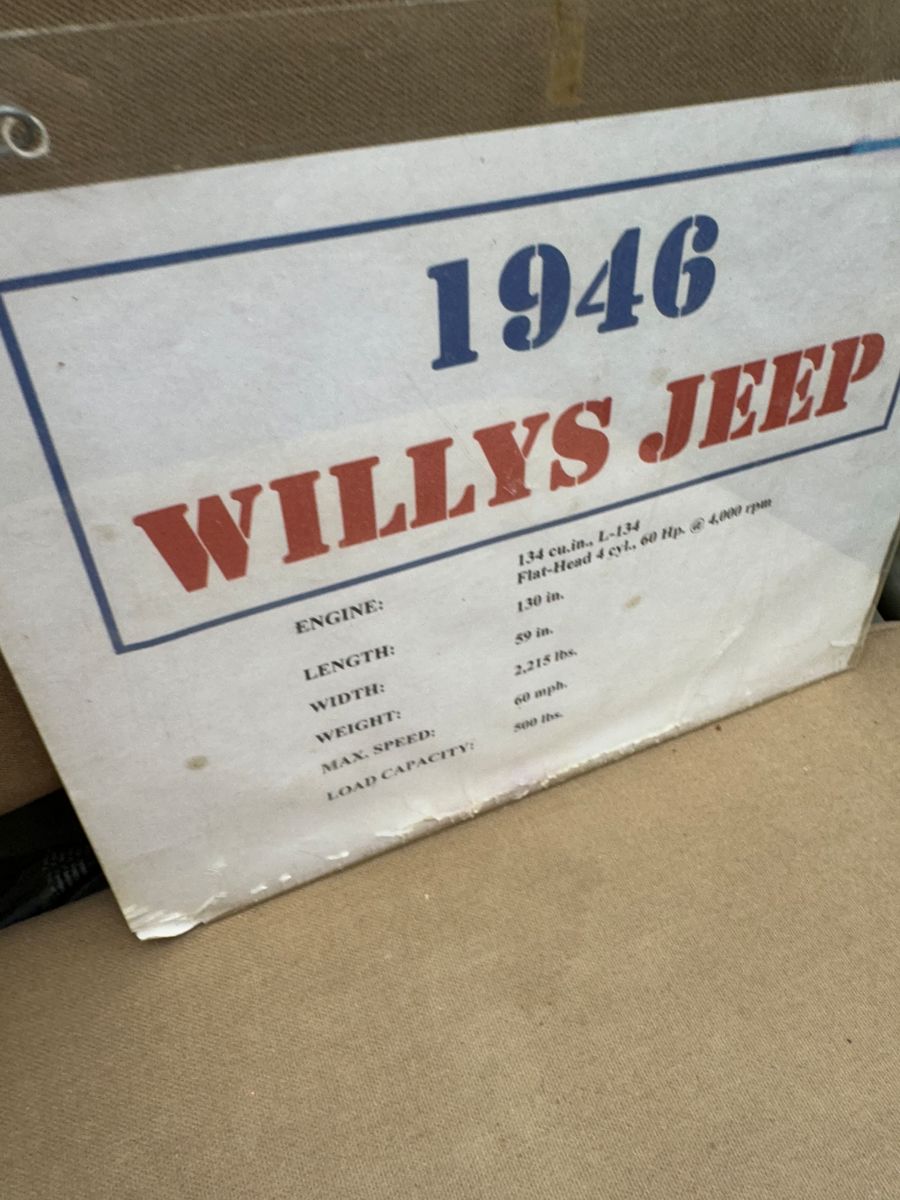 1946
WILLYS JEEP
ENGINE: 134 cu.in., L-134
Flat-Head 4 cyl., 60 Hp. @ 4,000 rpm
LENGTH: 130 in.
WIDTH: 59 in.
WEIGHT: 2,215 lbs.
MAX. SPEED: 60 mph.
LOAD CAPACITY: 500 lbs.